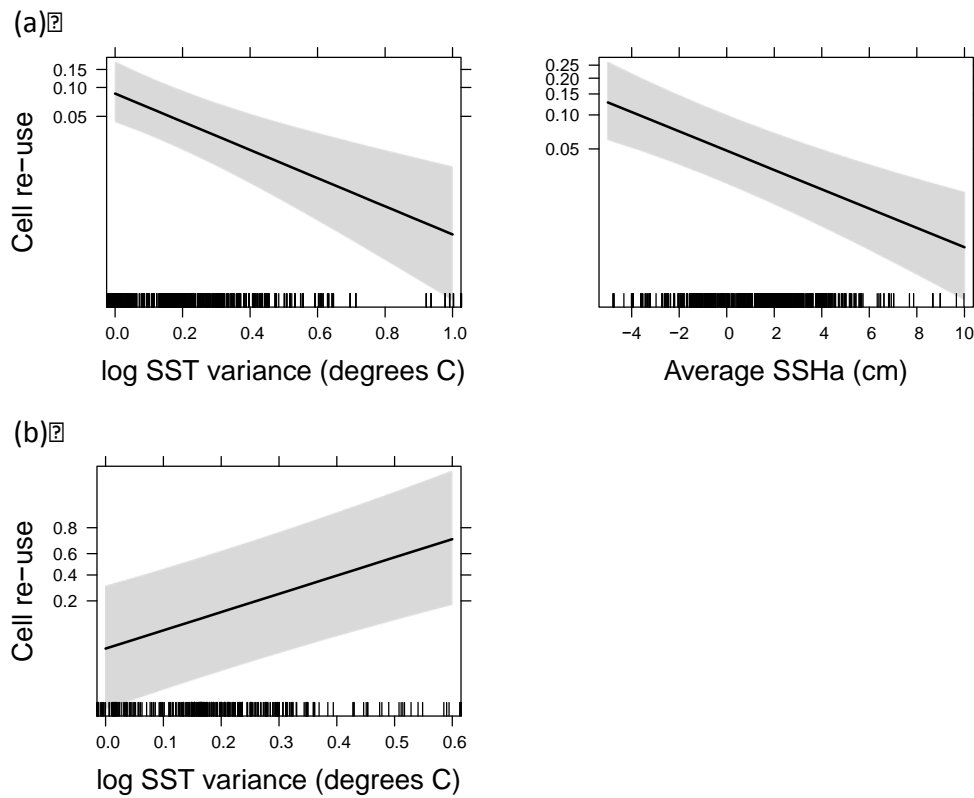 (a)
Cell re−use
0.15
0.10
0.05
0.0 0.2 0.4 0.6 0.8 1.0
log SST variance (degrees C)
0.25
0.20
0.15
0.10
0.05
−4 −2 0 2 4 6 8 10
Average SSHa (cm)
(b)
Cell re−use
0.8
0.6
0.4
0.2
0.0 0.1 0.2 0.3 0.4 0.5 0.6
log SST variance (degrees C)